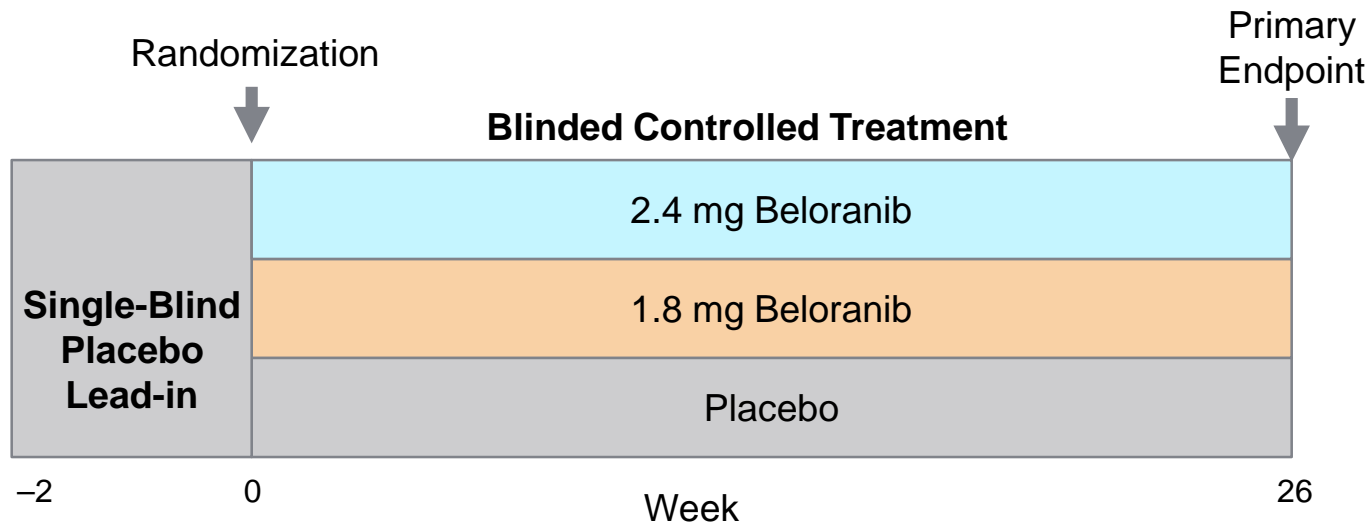 Randomization
Primary
Endpoint
Blinded Controlled Treatment
2.4 mg Beloranib
1.8 mg Beloranib
Placebo
Single-Blind
Placebo
Lead-in
–2
0
Week
26